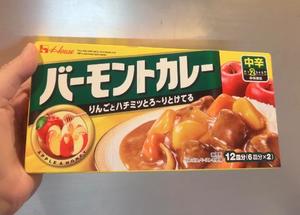 House
バーモントカレー
中辛
りんごとハチミツとろ〜りとけてる
APPLE & HONEY
12皿分(6皿分×2)